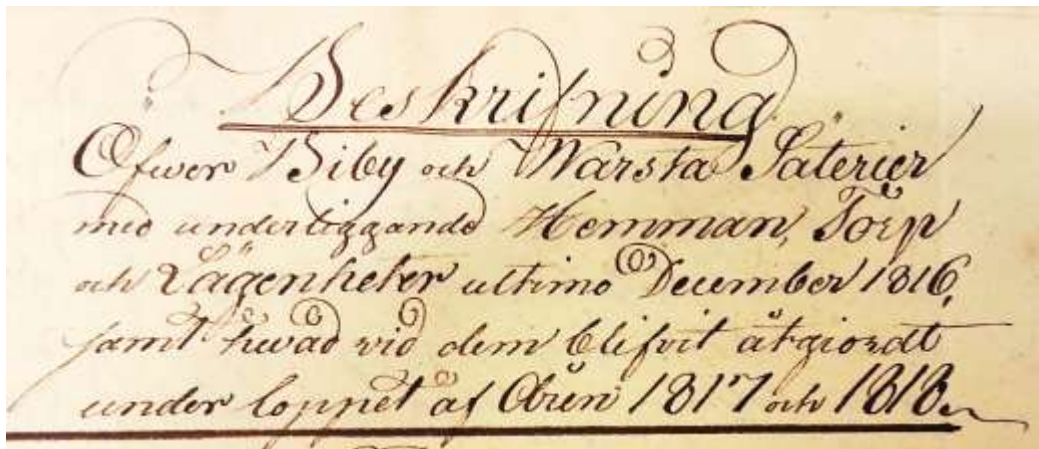 Beskrifning
Öfwer Biby och Warsta Säterier
med underliggande Hemman, Torp
och Lägenheter ultimo December 1816,
samt hwad vid dem blifvit åtgiordt
under loppet af Åren 1817 och 1818.